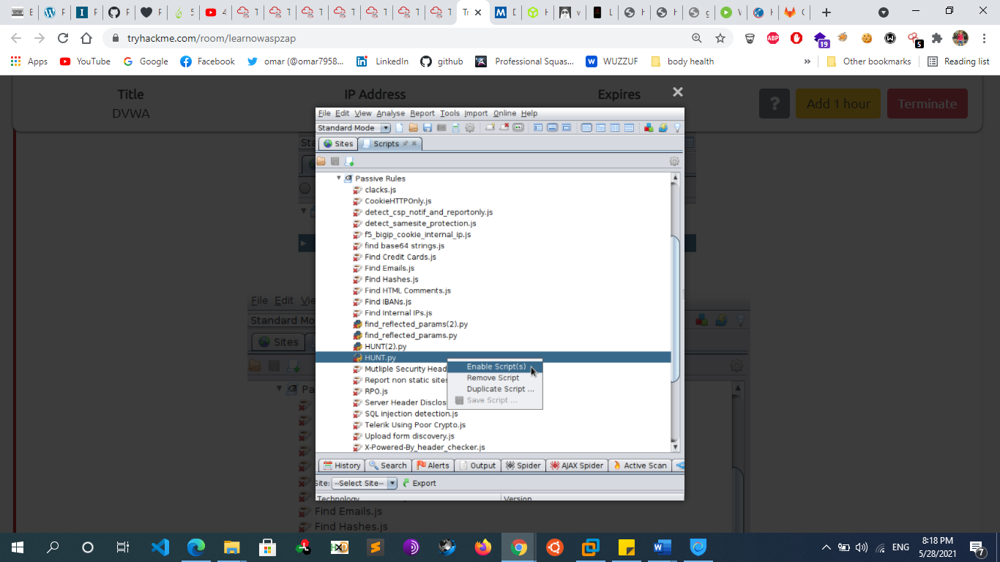 E P F P 5 4 T T T T T T Tr D H v L H H g V H C
tryhackme.com/room/learnowaspzap
ABP 19 5
Apps YouTube Google Facebook omar (@omar7958... LinkedIn github Professional Squas... WUZZUF body health » Other bookmarks Reading list
Title IP Address Expires
DVWA ? Add 1 hour Terminate
File Edit View Analyse Report Tools Import Online Help
Standard Mode
Sites Scripts
Passive Rules
clacks.js
CookieHTTPOnly.js
detect_csp_notif_and_reportonly.js
detect_samesite_protection.js
f5_bigip_cookie_internal_ip.js
find base64 strings.js
Find Credit Cards.js
Find Emails.js
Find Hashes.js
Find HTML Comments.js
Find IBANs.js
Find Internal IPs.js
find_reflected_params(2).py
find_reflected_params.py
HUNT(2).py
HUNT.py
Mutliple Security Head
Report non static sites
RPO.js
Server Header Disclos
SQL injection detection.js
Telerik Using Poor Crypto.js
Upload form discovery.js
X-Powered-By_header_checker.js
Enable Script(s)
Remove Script
Duplicate Script ...
Save Script ...
History Search Alerts Output Spider AJAX Spider Active Scan
Site: --Select Site-- Export
Technology Version
File Edit Vie
Standard Mo
Sites
Pa
Find Emails.js
Find Hashes.js
ENG 8:18 PM
5/28/2021
7